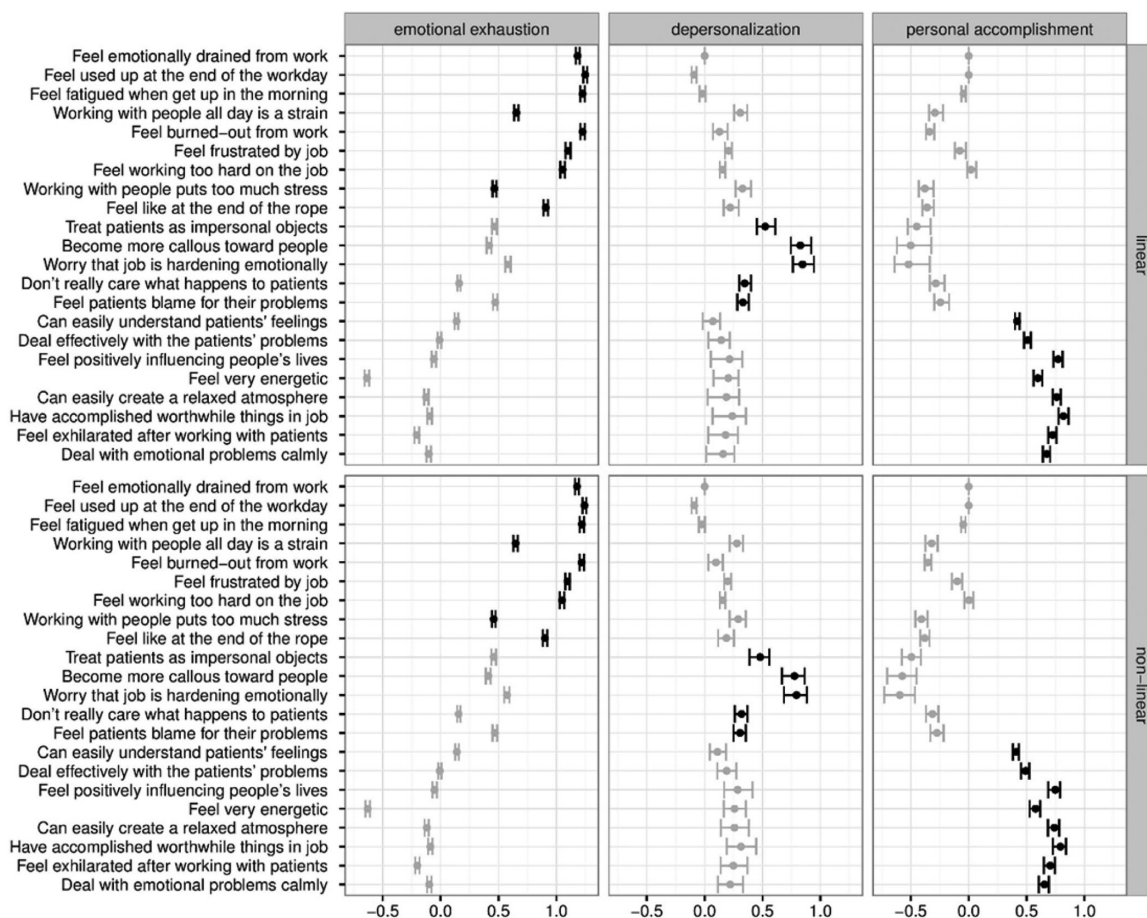 emotional exhaustion depersonalization personal accomplishment
Feel emotionally drained from work
Feel used up at the end of the workday
Feel fatigued when get up in the morning
Working with people all day is a strain
Feel burned−out from work
Feel frustrated by job
Feel working too hard on the job
Working with people puts too much stress
Feel like at the end of the rope
Treat patients as impersonal objects
Become more callous toward people
Worry that job is hardening emotionally
Don't really care what happens to patients
Feel patients blame for their problems
Can easily understand patients' feelings
Deal effectively with the patients' problems
Feel positively influencing people's lives
Feel very energetic
Can easily create a relaxed atmosphere
Have accomplished worthwhile things in job
Feel exhilarated after working with patients
Deal with emotional problems calmly
linear
Feel emotionally drained from work
Feel used up at the end of the workday
Feel fatigued when get up in the morning
Working with people all day is a strain
Feel burned−out from work
Feel frustrated by job
Feel working too hard on the job
Working with people puts too much stress
Feel like at the end of the rope
Treat patients as impersonal objects
Become more callous toward people
Worry that job is hardening emotionally
Don't really care what happens to patients
Feel patients blame for their problems
Can easily understand patients' feelings
Deal effectively with the patients' problems
Feel positively influencing people's lives
Feel very energetic
Can easily create a relaxed atmosphere
Have accomplished worthwhile things in job
Feel exhilarated after working with patients
Deal with emotional problems calmly
non−linear
−0.5 0.0 0.5 1.0 −0.5 0.0 0.5 1.0 −0.5 0.0 0.5 1.0